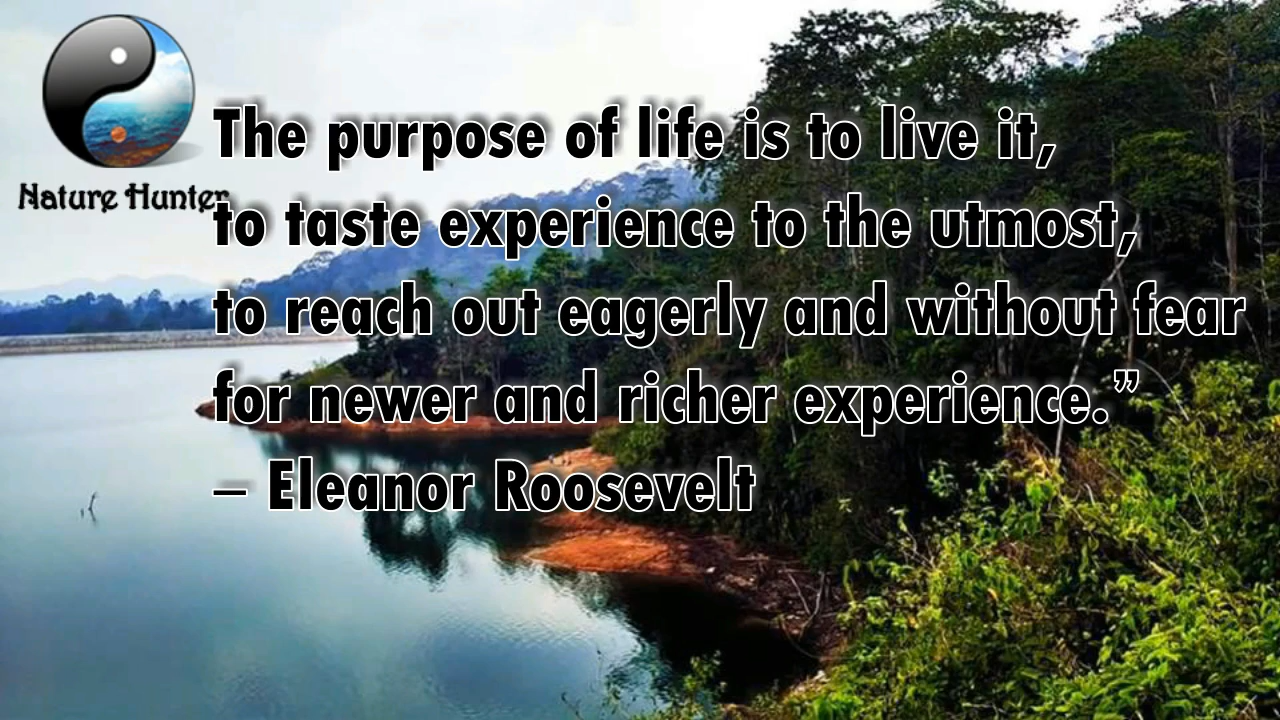 Nature Hunter
The purpose of life is to live it,
to taste experience to the utmost,
to reach out eagerly and without fear
for newer and richer experience.”
– Eleanor Roosevelt